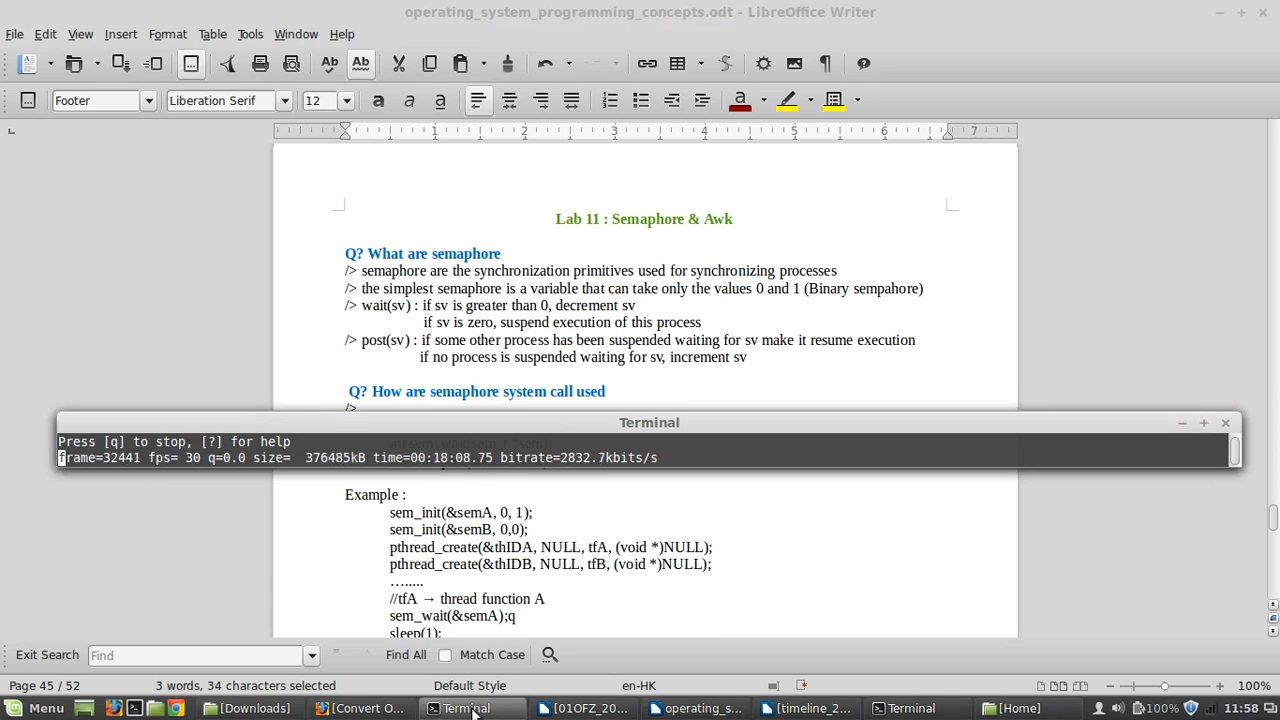 operating_system_programming_concepts.odt - LibreOffice Writer
File Edit View Insert Format Table Tools Window Help
Footer Liberation Serif 12
1 2 3 4 5 6 7
Lab 11 : Semaphore & Awk
Q? What are semaphore
/> semaphore are the synchronization primitives used for synchronizing processes
/> the simplest semaphore is a variable that can take only the values 0 and 1 (Binary sempahore)
/> wait(sv) : if sv is greater than 0, decrement sv
if sv is zero, suspend execution of this process
/> post(sv) : if some other process has been suspended waiting for sv make it resume execution
if no process is suspended waiting for sv, increment sv
Q? How are semaphore system call used
/>
Terminal
Press [q] to stop, [?] for help
frame=32441 fps= 30 q=0.0 size= 376485kB time=00:18:08.75 bitrate=2832.7kbits/s
Example :
sem_init(&semA, 0, 1);
sem_init(&semB, 0,0);
pthread_create(&thIDA, NULL, tfA, (void *)NULL);
pthread_create(&thIDB, NULL, tfB, (void *)NULL);
….....
//tfA → thread function A
sem_wait(&semA);q
sleep(1);
Exit Search Find Find All Match Case
Page 45 / 52 3 words, 34 characters selected Default Style en-HK 100%
Menu [Downloads] [Convert O... Terminal [01OFZ_20... operating_s... [timeline_2... Terminal [Home] 100% 11:58